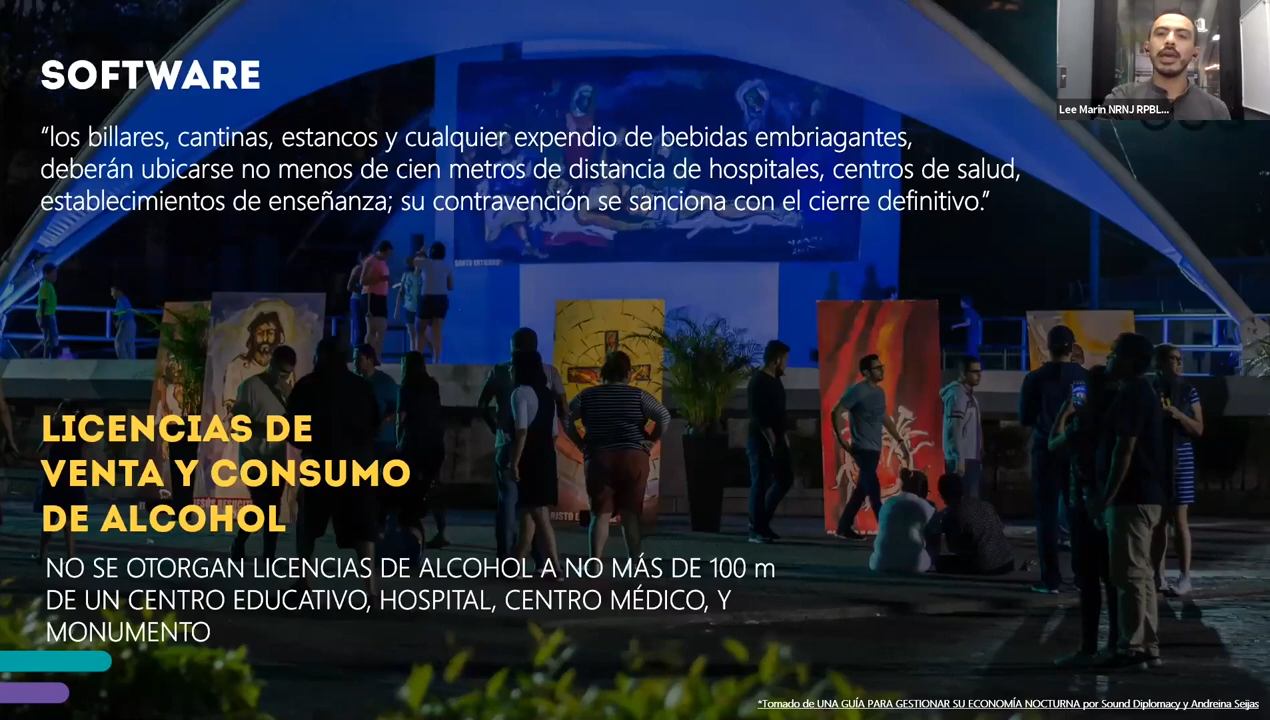 SOFTWARE
Lee Marin NRNJ RPBL...
“los billares, cantinas, estancos y cualquier expendio de bebidas embriagantes,
deberán ubicarse no menos de cien metros de distancia de hospitales, centros de salud,
establecimientos de enseñanza; su contravención se sanciona con el cierre definitivo.”
LICENCIAS DE
VENTA Y CONSUMO
DE ALCOHOL
NO SE OTORGAN LICENCIAS DE ALCOHOL A NO MÁS DE 100 m
DE UN CENTRO EDUCATIVO, HOSPITAL, CENTRO MÉDICO, Y
MONUMENTO
*Tomado de UNA GUÍA PARA GESTIONAR SU ECONOMÍA NOCTURNA por Sound Diplomacy y Andreina Seijas